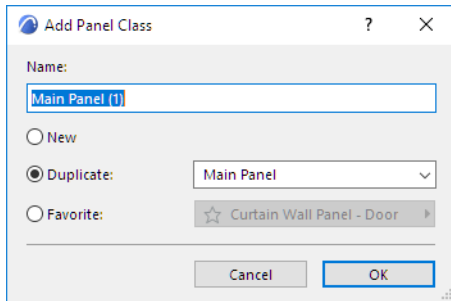 Add Panel Class ?
Name:
Main Panel (1)
New
Duplicate: Main Panel
Favorite: Curtain Wall Panel - Door
Cancel OK